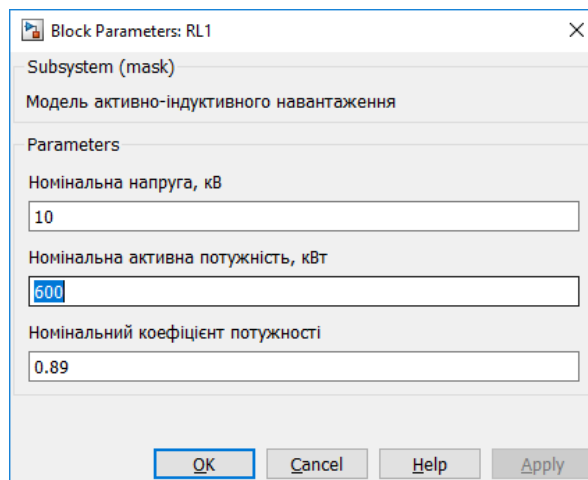 Block Parameters: RL1
Subsystem (mask)
Модель активно-індуктивного навантаження
Parameters
Номінальна напруга, кВ
10
Номінальна активна потужність, кВт
600
Номінальний коефіцієнт потужності
0.89
OK Cancel Help Apply